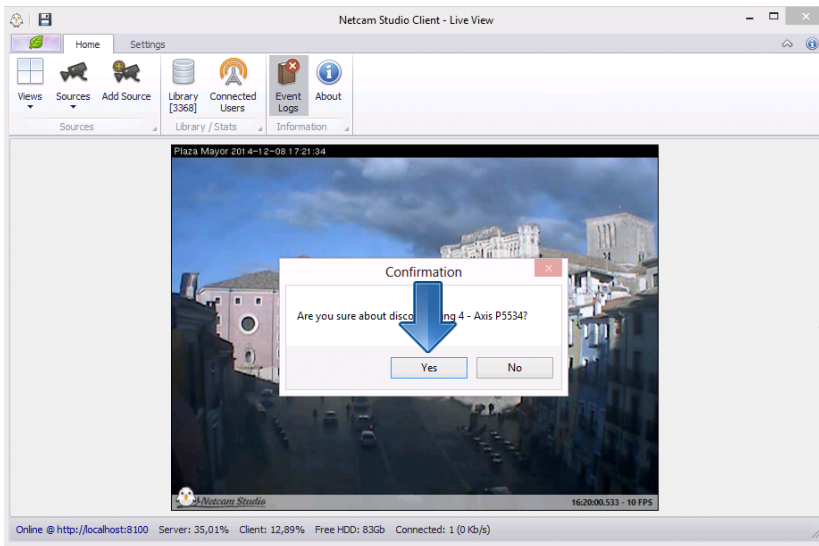 Netcam Studio Client - Live View
Home Settings
Views Sources Add Source Library [3368] Connected Users Event Logs About
Sources Library / Stats Information
Plaza Mayor 2014-12-08 17:21:34
Confirmation
Are you sure about disco ng 4 - Axis P5534?
Yes No
Netcam Studio 16:20:00.533 - 10 FPS
Online @ http://localhost:8100 Server: 35,01% Client: 12,89% Free HDD: 83Gb Connected: 1 (0 Kb/s)